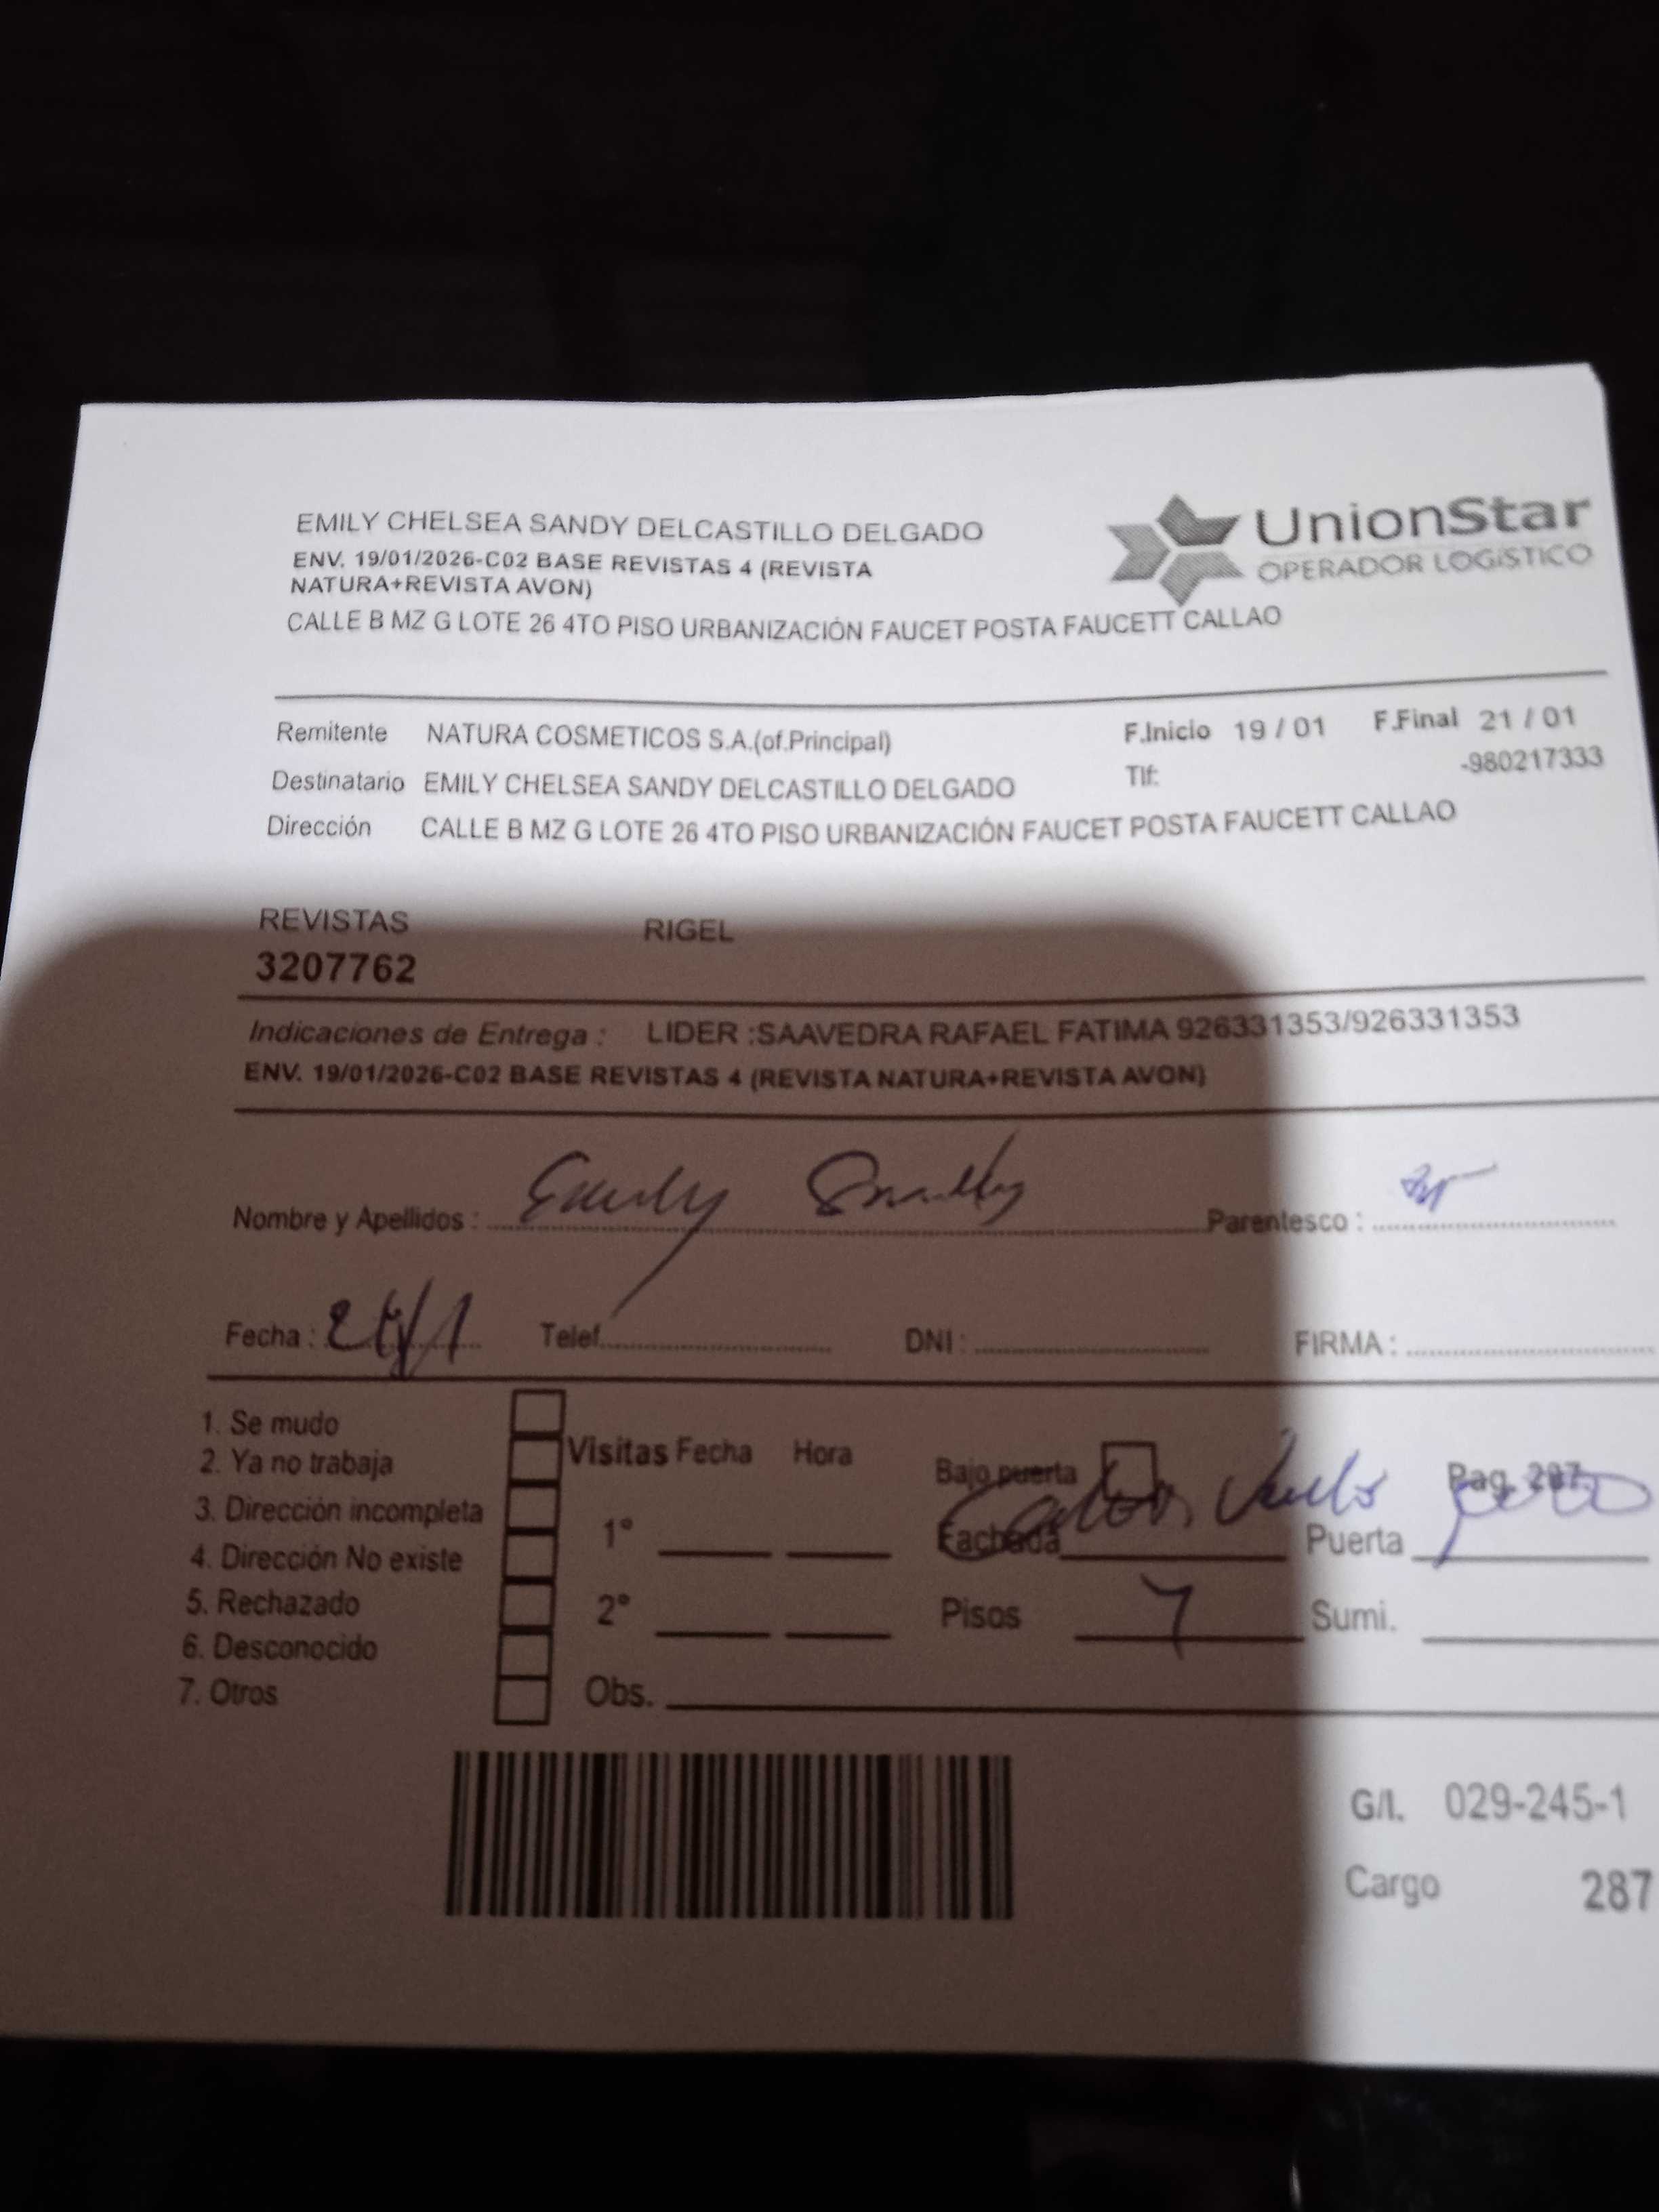 EMILY CHELSEA SANDY DELCASTILLO DELGADO
ENV. 19/01/2026-C02 BASE REVISTAS 4 (REVISTA
NATURA+REVISTA AVON)
CALLE B MZ G LOTE 26 4TO PISO URBANIZACIÓN FAUCET POSTA FAUCETT CALLAO
UnionStar
OPERADOR LOGÍSTICO
Remitente NATURA COSMETICOS S.A.(of.Principal) F.Inicio 19 / 01 F.Final 21 / 01
Destinatario EMILY CHELSEA SANDY DELCASTILLO DELGADO Tlf: -980217333
Dirección CALLE B MZ G LOTE 26 4TO PISO URBANIZACIÓN FAUCET POSTA FAUCETT CALLAO
REVISTAS RIGEL
3207762
Indicaciones de Entrega : LIDER :SAAVEDRA RAFAEL FATIMA 926331353/926331353
ENV. 19/01/2026-C02 BASE REVISTAS 4 (REVISTA NATURA+REVISTA AVON)
Nombre y Apellidos : Emily Parentesco :
Fecha : Telef. DNI : FIRMA :
1. Se mudo
2. Ya no trabaja
3. Dirección incompleta
4. Dirección No existe
5. Rechazado
6. Desconocido
7. Otros
Visitas Fecha Hora
1°
2°
Obs.
Bajo puerta Pag. 287
Fachada Puerta
Pisos 7 Sumi.
G/I. 029-245-1
Cargo 287